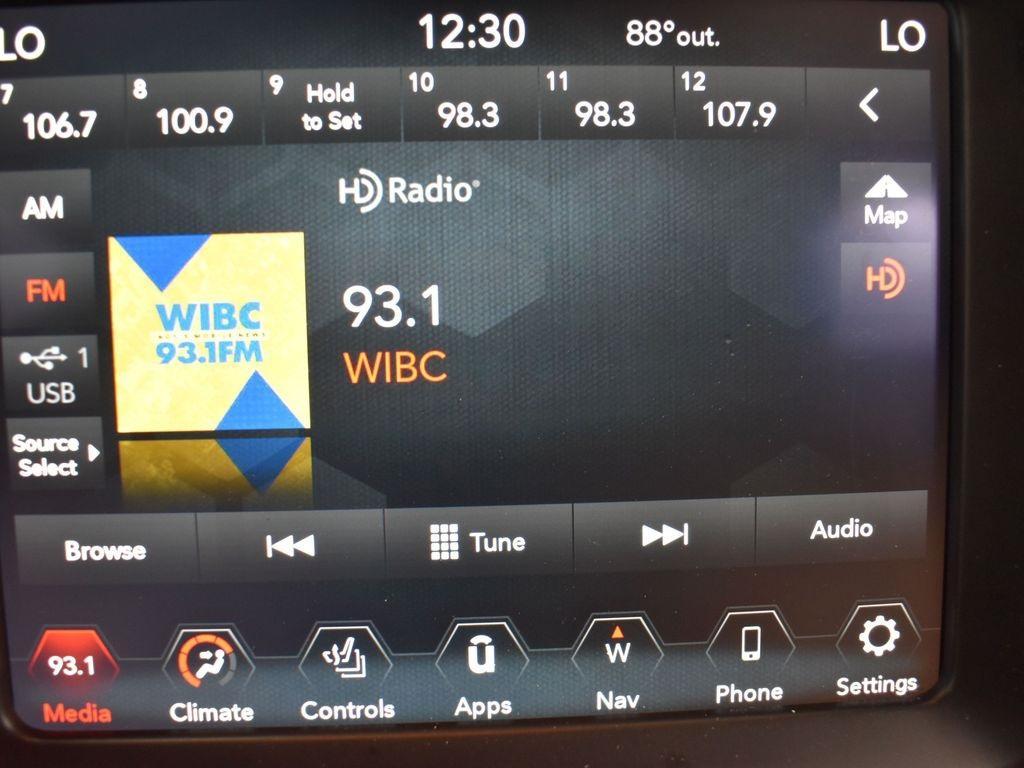 LO 12:30 88°out. LO
7 8 9 10 11 12
106.7 100.9 Hold to Set 98.3 98.3 107.9
HD Radio®
AM
Map
FM
HD
WIBC
93.1FM
93.1
WIBC
1
USB
Source
Select
Browse Tune Audio
93.1 W
Media Climate Controls Apps Nav Phone Settings